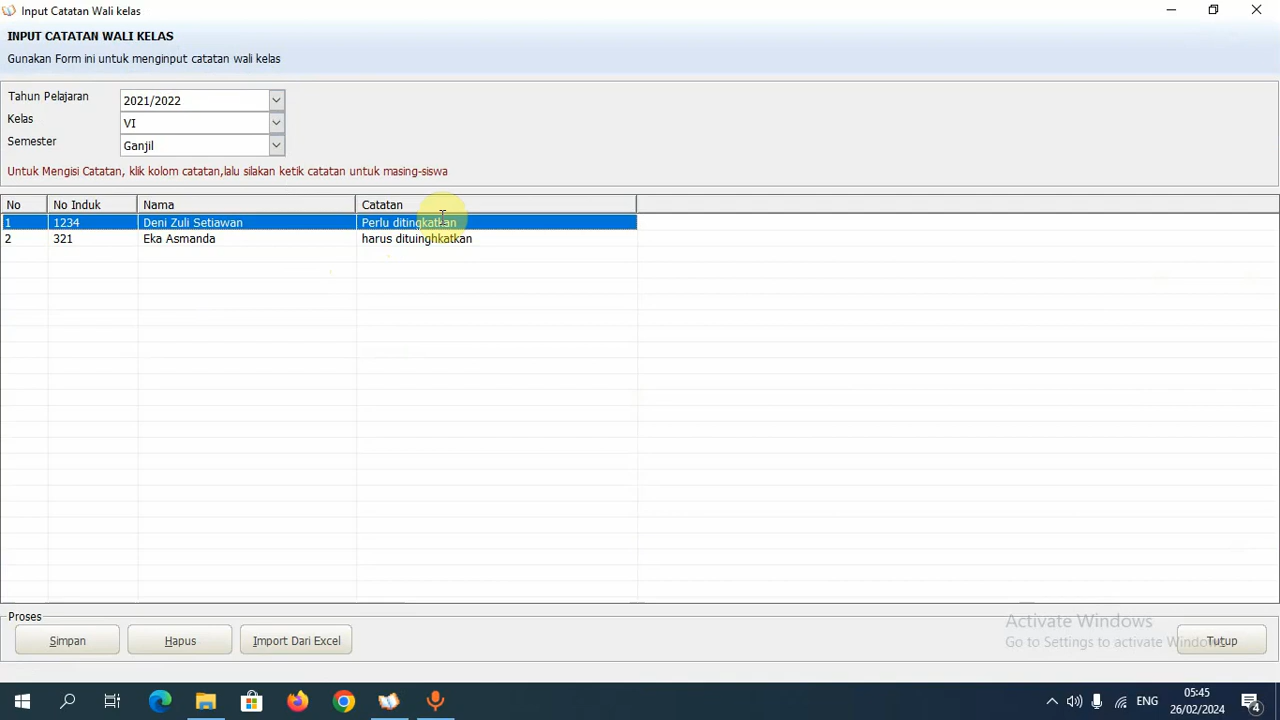 Input Catatan Wali kelas
INPUT CATATAN WALI KELAS
Gunakan Form ini untuk menginput catatan wali kelas
Tahun Pelajaran 2021/2022
Kelas VI
Semester Ganjil
Untuk Mengisi Catatan, klik kolom catatan,lalu silakan ketik catatan untuk masing-siswa
No No Induk Nama Catatan
1 1234 Deni Zuli Setiawan Perlu ditingkatkan
2 321 Eka Asmanda harus dituinghkatkan
Proses
Simpan Hapus Import Dari Excel Tutup
Activate Windows
Go to Settings to activate Windows.
ENG
05:45
26/02/2024
4